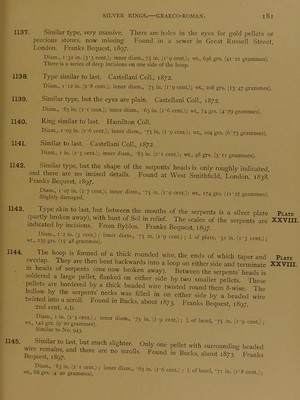 SILVER RINGS.—GRAECO-ROMAN. 181
1137. Similar type, very massive. There are holes in the eyes for gold pellets or
precious stones, now missing. Found in a sewer in Great Russell Street,
London. Franks Bequest, 1897.
Diam., 1·32 in. (3·3 cent.); inner diam., ·75 in. (1·9 cent.); wt., 636 grs. (41·21 grammes).
There is a series of deep incisions on one side of the hoop.
1138. Type similar to last. Castellani Coll., 1872.
Diam., 1·12 in. (2·8 cent.); inner diam., ·75 in. (1·9 cent.); wt., 208 grs. (13·47 grammes).
1139. Similar type, but the eyes are plain. Castellani Coll., 1872.
Diam., ·83 in. (2·1 cent.); inner diam., ·63 in. (1·6 cent.); wt., 74 grs. (4·79 grammes).
1140. Ring similar to last. Hamilton Coll.
Diam., 1·03 in. (2·6 cent.); inner diam., ·75 in. (1·9 cent.); wt., 104 grs. (6·73 grammes).
1141. Similar to last. Castellani Coll., 1872.
Diam., 1 in. (2·5 cent.); inner diam., ·83 in. (2·1 cent.); wt., 48 grs. (3·11 grammes).
1142. Similar type, but the shape of the serpents' heads is only roughly indicated,
and there are no incised details. Found at West Smithfield, London, 1858.
Franks Bequest, 1897.
Diam., 1·07 in. (2·7 cent.); inner diam., ·75 in. (1·9 cent.); wt., 174 grs. (11·27 grammes).
Slightly damaged.
1143. Type akin to last, but between the mouths of the serpents is a silver plate PLATE
(partly broken away), with bust of Sol in relief. The scales of the serpents are XXVIII.
indicated by incisions. From Byblos. Franks Bequest, 1897.
Diam., 1·2 in. (3 cent.); inner diam., ·75 in. (1·9 cent.); l. of plate, ·51 in. (1·3 cent.);
wt., 239 grs. (15·48 grammes).
1144. The hoop is formed of a thick rounded wire, the ends of which taper and PLATE
overlap. They are then bent backwards into a loop on either side and terminate XXVIII.
in heads of serpents (one now broken away). Between the serpents' heads is
soldered a large pellet, flanked on either side by two smaller pellets. These
pellets are bordered by a thick beaded wire twisted round them 8-wise. The
hollow by the serpents' necks was filled in on either side by a beaded wire
twisted into a scroll. Found in Bucks, about 1873. Franks Bequest, 1897.
2nd cent. A.D.
Diam., 1 in. (2·5 cent.); inner diam., ·75 in. (1·9 cent.); l. of bezel, ·75 in. (1·9 cent.);
wt., 142 grs. (9·20 grammes).
Similar to No. 943
1145. Similar to last, but much slighter. Only one pellet with surrounding beaded
wire remains, and there are no scrolls. Found in Bucks, about 1873. Franks
Bequest, 1897.
Diam., ·83 in. (2·1 cent.); inner diam., ·63 in. (1·6 cent.); l. of bezel, ·71 in. (1·8 cent.);
wt., 68 grs. (4·40 grammes).